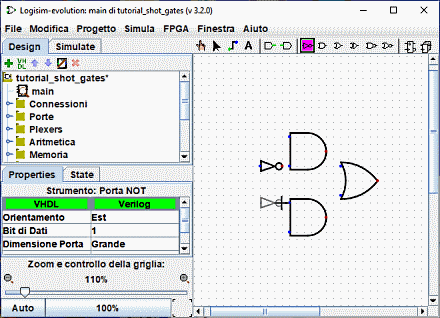 Logisim-evolution: main di tutorial_shot_gates (v 3.2.0)
File Modifica Progetto Simula FPGA Finestra Aiuto
Design Simulate
VH DL
A
tutorial_shot_gates*
main
Connessioni
Porte
Plexers
Aritmetica
Memoria
Properties State
Strumento: Porta NOT
VHDL Verilog
Orientamento Est
Bit di Dati 1
Dimensione Porta Grande
Zoom e controllo della griglia:
110%
Auto 100%